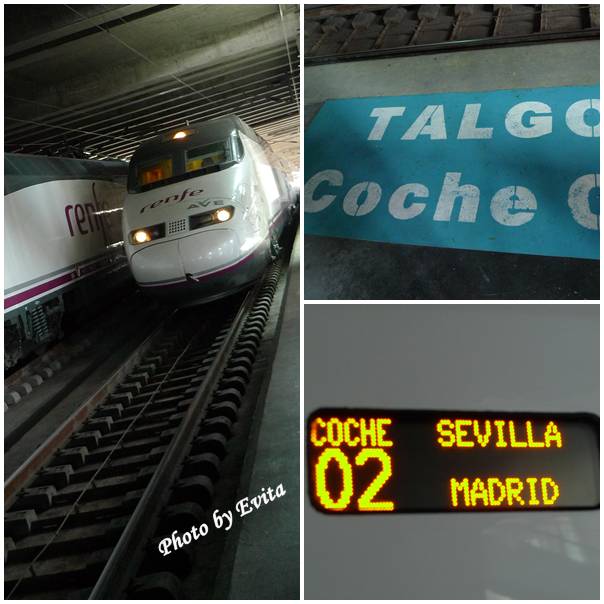 renfe
renfe
AVE
Photo by Evita
TALGO
Coche
COCHE SEVILLA
02 MADRID